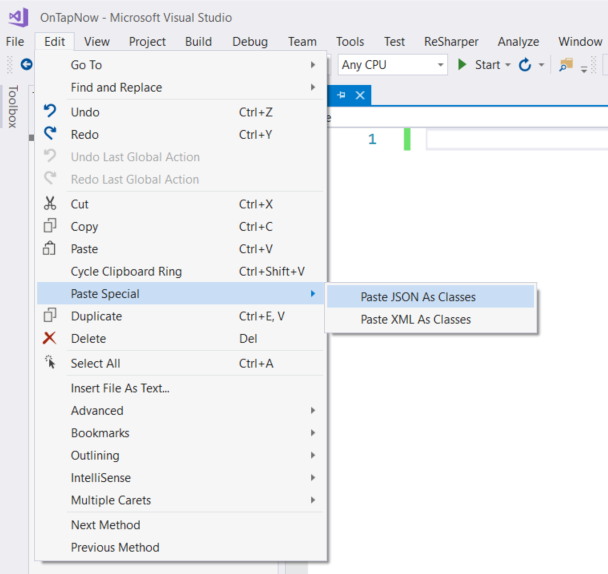 OnTapNow - Microsoft Visual Studio
File Edit View Project Build Debug Team Tools Test ReSharper Analyze Window
Any CPU Start
Toolbox
Go To
Find and Replace
Undo Ctrl+Z
Redo Ctrl+Y
Undo Last Global Action
Redo Last Global Action
Cut Ctrl+X
Copy Ctrl+C
Paste Ctrl+V
Cycle Clipboard Ring Ctrl+Shift+V
Paste Special
Duplicate Ctrl+E, V
Delete Del
Select All Ctrl+A
Insert File As Text...
Advanced
Bookmarks
Outlining
IntelliSense
Multiple Carets
Next Method
Previous Method
Paste JSON As Classes
Paste XML As Classes
1